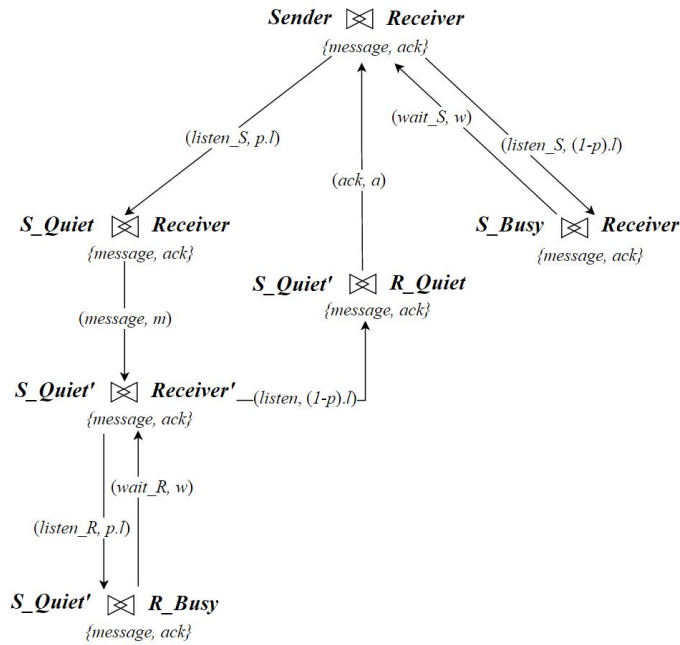 Sender Receiver
{message, ack}
(wait_S, w)
(listen_S, p.l)
(listen_S, (1-p).l)
(ack, a)
S_Quiet Receiver
{message, ack}
S_Busy Receiver
{message, ack}
S_Quiet' R_Quiet
{message, ack}
(message, m)
S_Quiet' Receiver'
{message, ack}
(listen, (1-p).l)
(wait_R, w)
(listen_R, p.l)
S_Quiet' R_Busy
{message, ack}